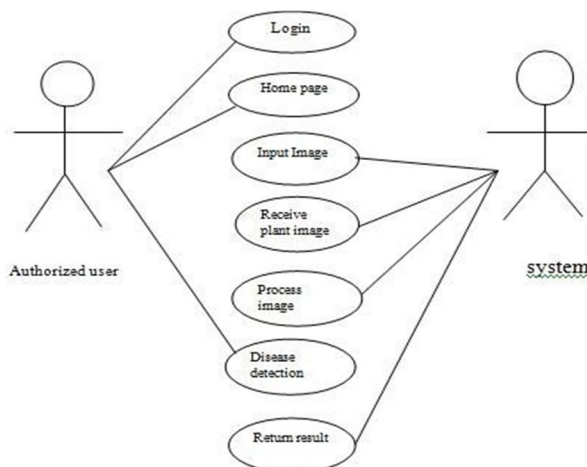 Login
Home page
Input Image
Receive
plant image
Authorized user
system
Process
image
Disease
detection
Return result